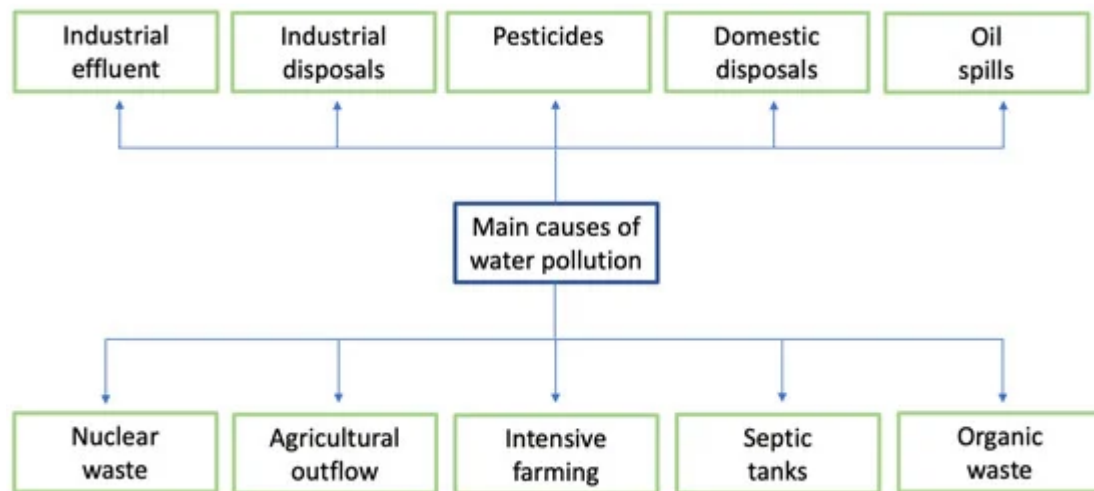 Industrial
effluent
Industrial
disposals
Pesticides
Domestic
disposals
Oil
spills
Main causes of
water pollution
Nuclear
waste
Agricultural
outflow
Intensive
farming
Septic
tanks
Organic
waste